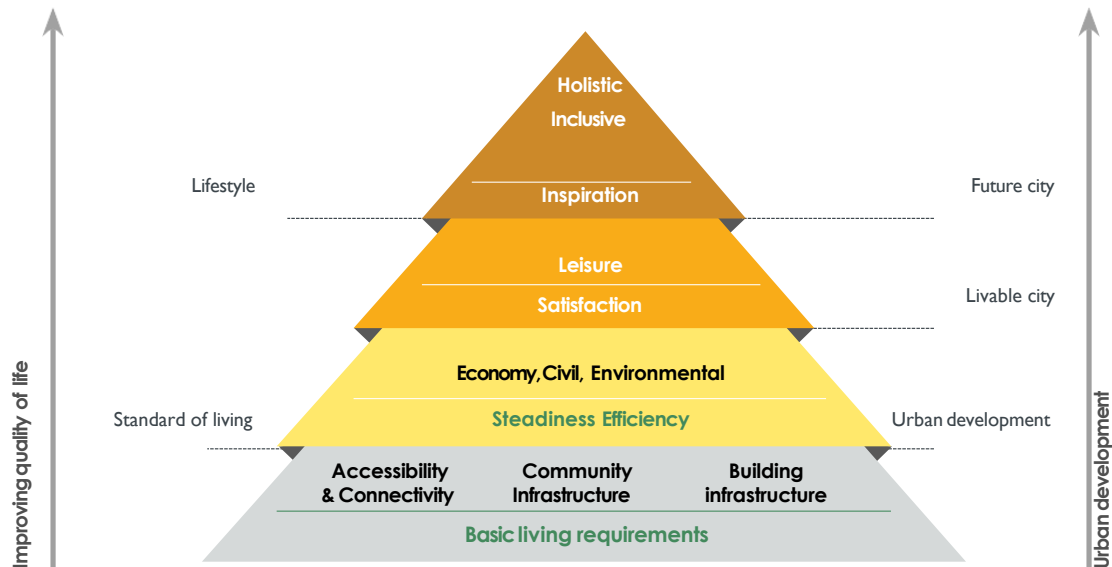 Holistic
Inclusive
Lifestyle
Inspiration
Future city
Leisure
Livable city
Satisfaction
Economy, Civil, Environmental
Standard of living
Steadiness Efficiency
Urban development
Accessibility
& Connectivity
Community
Infrastructure
Building
infrastructure
Basic living requirements
Improving quality of life
Urban development